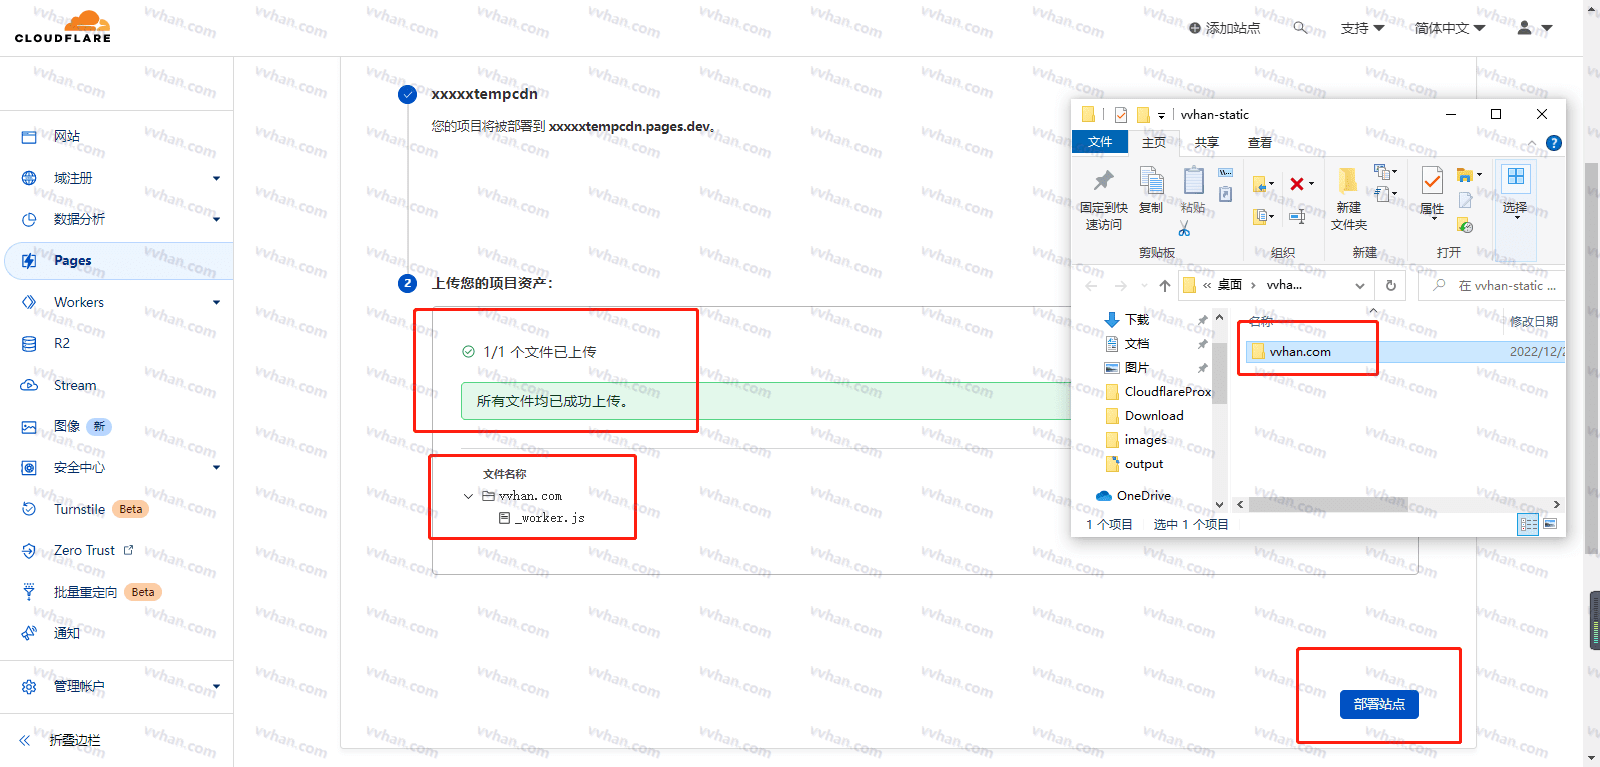 CLOUDFLARE
添加站点
支持
简体中文
网站
域注册
数据分析
Pages
Workers
R2
Stream
图像 新
安全中心
Turnstile Beta
Zero Trust
批量重定向 Beta
通知
管理帐户
折叠边栏
xxxxxtempcdn
您的项目将被部署到 xxxxxtempcdn.pages.dev。
2 上传您的项目资产：
1/1 个文件已上传
所有文件均已成功上传。
文件名称
vvhan.com
_worker.js
部署站点
vvhan-static
文件 主页 共享 查看
固定到快速访问
复制
粘贴
剪贴板
组织
新建文件夹
新建
属性
打开
选择
« 桌面 › vvha...
在 vvhan-static ...
下载
文档
图片
CloudflareProx
Download
images
output
OneDrive
名称 修改日期
vvhan.com 2022/12/2
1 个项目 选中 1 个项目
vvhan.com